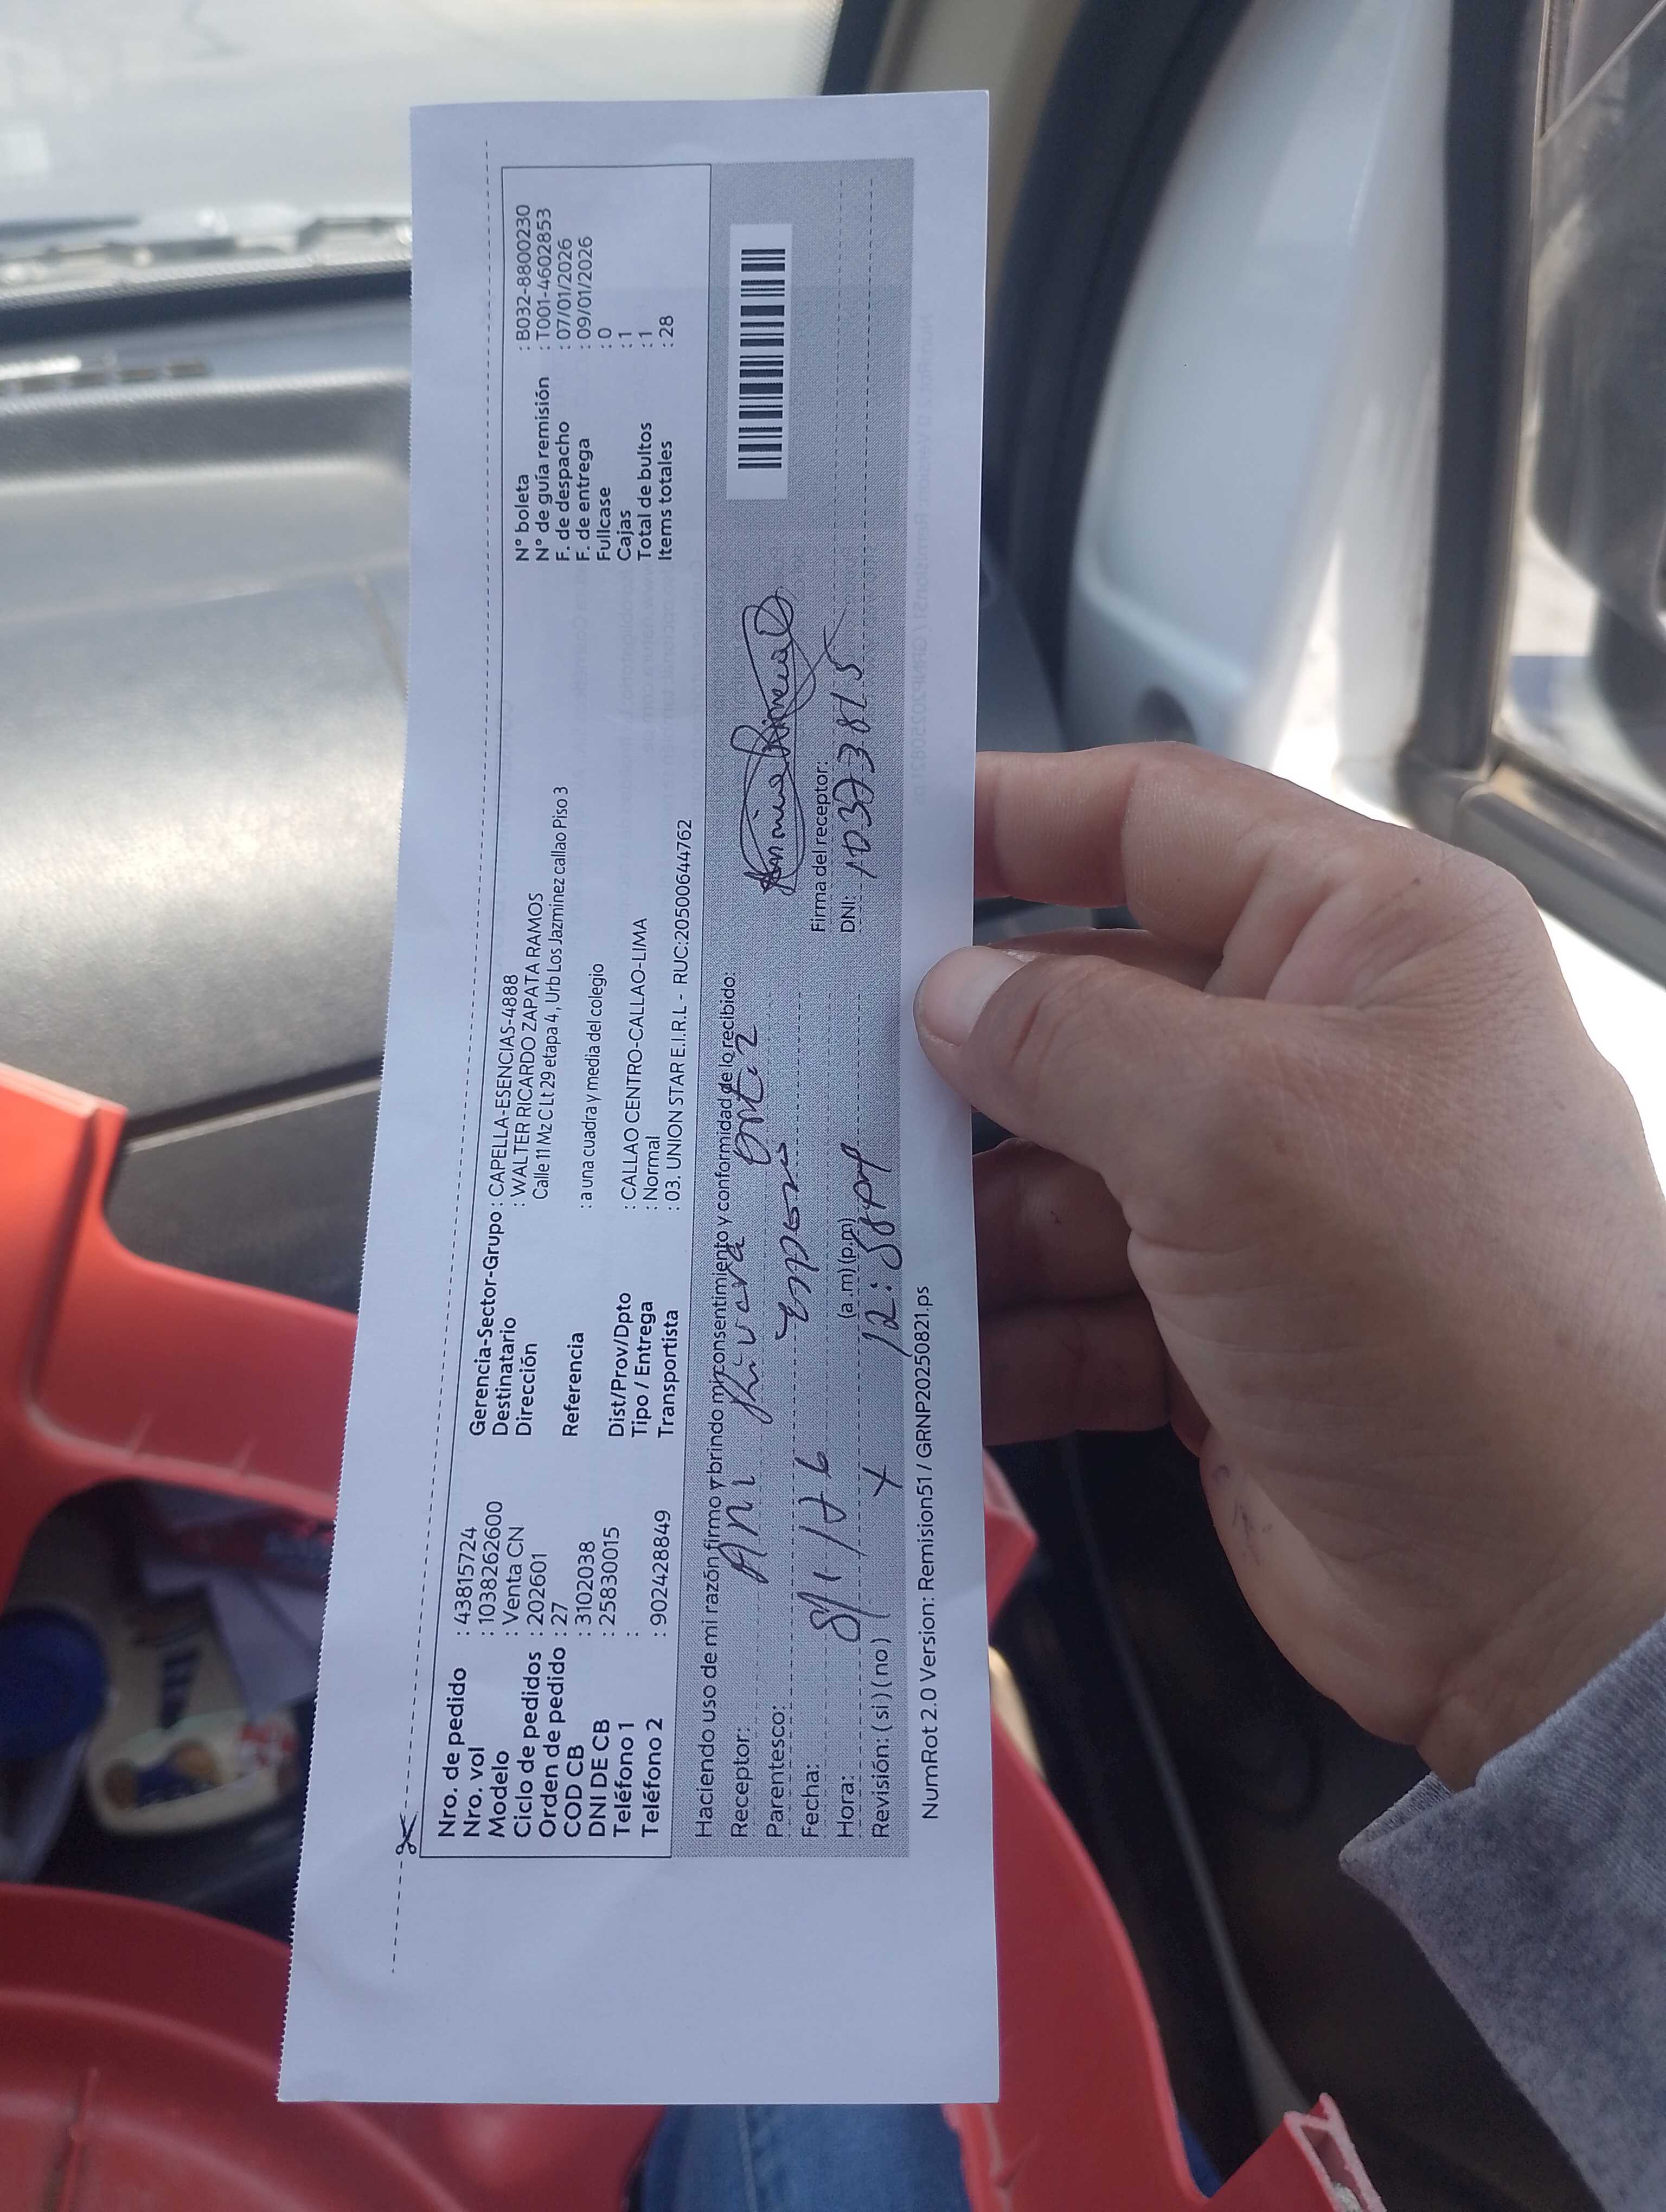 Nro. de pedido : 43815724
Nro. vol : 10382622600
Modelo : Venta CN
Ciclo de pedidos : 202601
Orden de pedido : 27
COD CB : 3102038
DNI DE CB : 25830015
Teléfono 1 :
Teléfono 2 : 902428849
Gerencia-Sector-Grupo : CAPELLA-ESENCIAS-4888
Destinatario : WALTER RICARDO ZAPATA RAMOS
Dirección Calle 11 Mz C Lt 29 etapa 4, Urb Los Jazminez callao Piso 3
Referencia : a una cuadra y media del colegio
Dist/Prov/Dpto : CALLAO CENTRO-CALLAO-LIMA
Tipo / Entrega : Normal
Transportista : 03. UNION STAR E.I.R.L - RUC:20500644762
N° boleta : B032-8800230
N° de guía remisión : T001-4602853
F. de despacho : 07/01/2026
F. de entrega : 09/01/2026
Fullcase : 0
Cajas : 1
Total de bultos : 1
Items totales : 28
Haciendo uso de mi razón firmo y brindo mi consentimiento y conformidad de lo recibido:
Receptor: Ani Rivera Ortiz
Parentesco: Esposa
Fecha:
Hora: (a.m) (p.m) 12:58pm
Revisión: (si) (no) x
Firma del receptor:
DNI: 10373815
NumRot 2.0 Version: Remision51 / GRNP20250821.ps